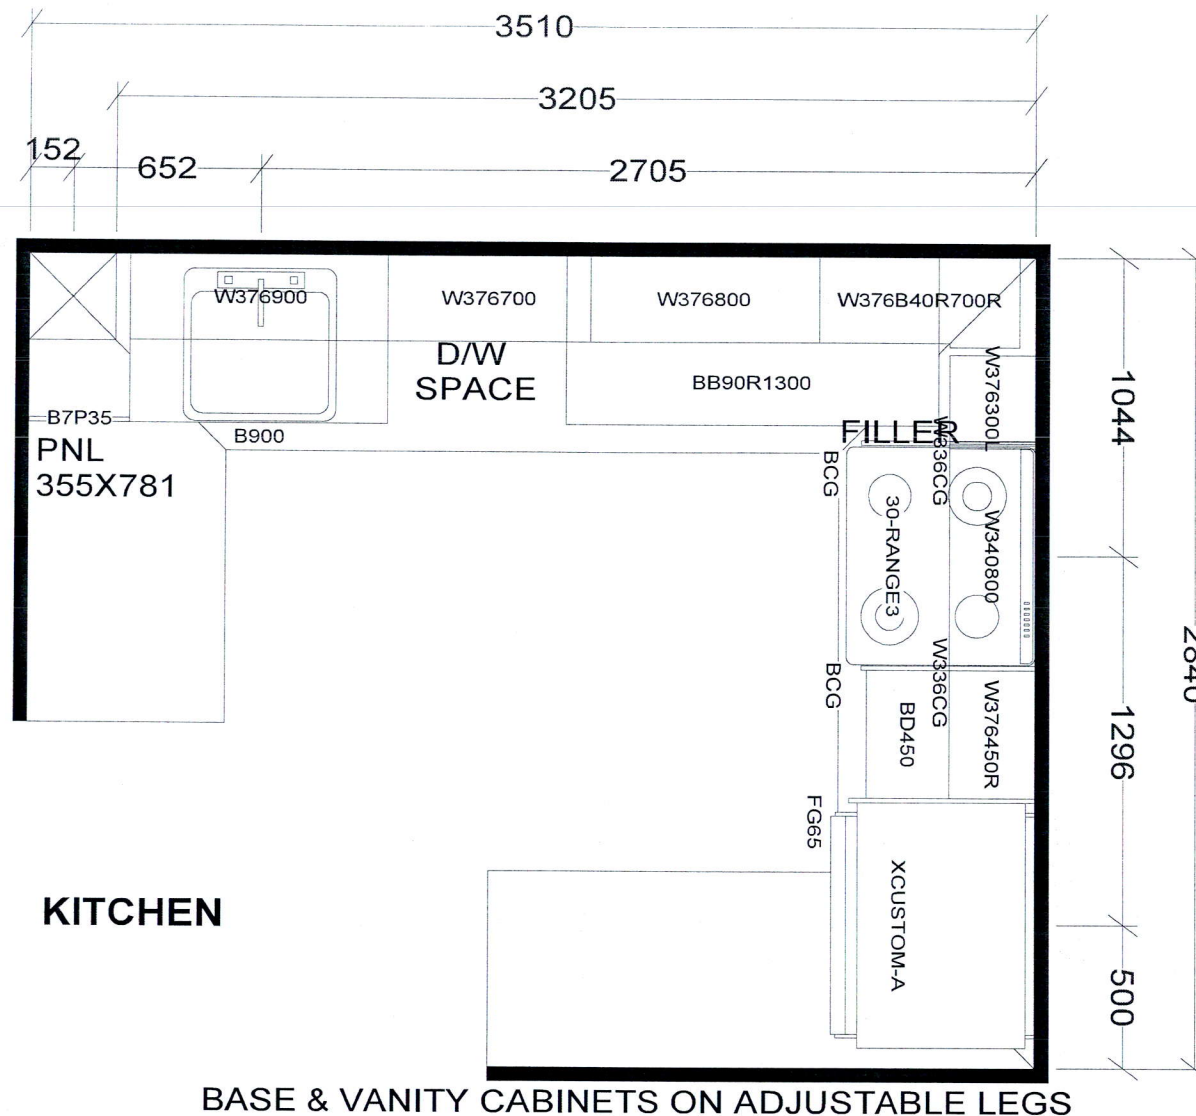 3510
3205
152
652
2705
W376900
W376700
W376800
W376B40R700R
D/W
SPACE
BB90R1300
W376300L
1044
B7P35
B900
FILLER
PNL
355X781
BCG
W336CG
30-RANGE3
W340800
2840
BCG
W336CG
BD450
W376450R
1296
FG65
XCUSTOM-A
KITCHEN
500
BASE & VANITY CABINETS ON ADJUSTABLE LEGS